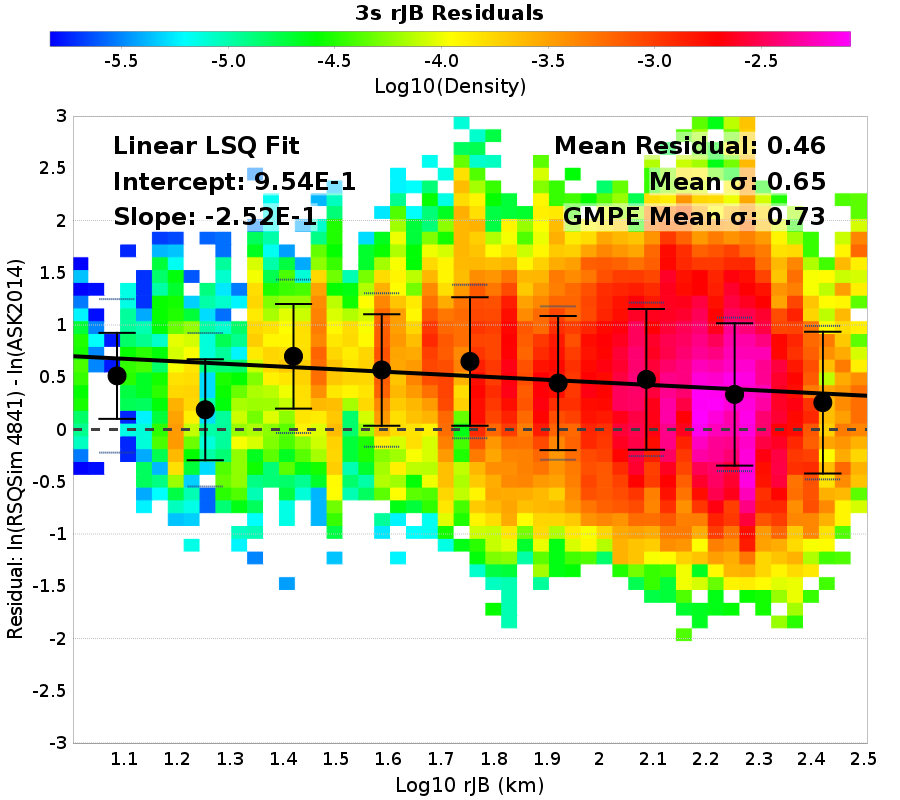 3s rJB Residuals
-5.5 -5.0 -4.5 -4.0 -3.5 -3.0 -2.5
Log10(Density)
Linear LSQ Fit
Intercept: 9.54E-1
Slope: -2.52E-1
Mean Residual: 0.46
Mean σ: 0.65
GMPE Mean σ: 0.73
Residual: ln(RSQSim 4841) - ln(ASK2014)
3
2.5
2
1.5
1
0.5
0
-0.5
-1
-1.5
-2
-2.5
-3
1.1 1.2 1.3 1.4 1.5 1.6 1.7 1.8 1.9 2 2.1 2.2 2.3 2.4 2.5
Log10 rJB (km)